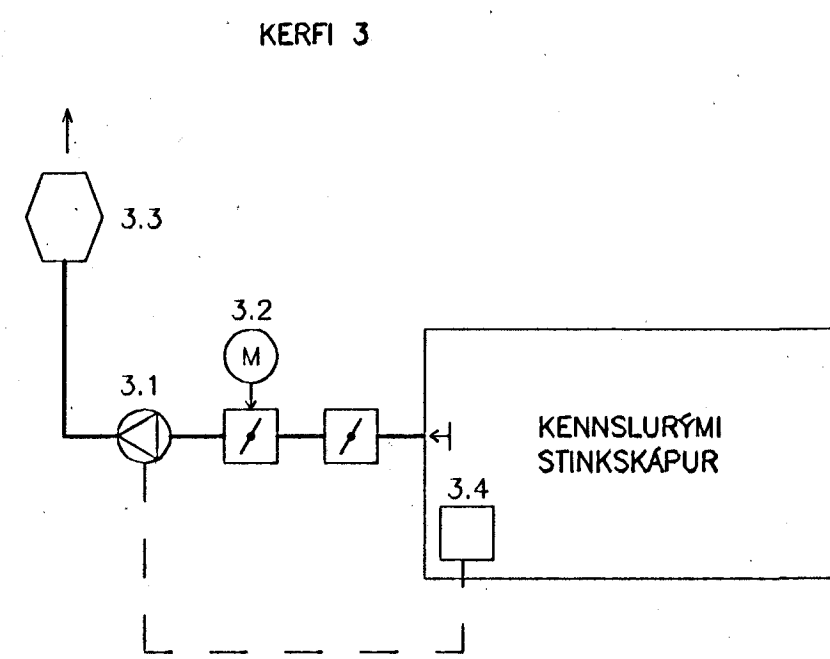 KERFI 3
3.3
3.2
M
3.1
KENNSLURÝMI
STINKSKÁPUR
3.4